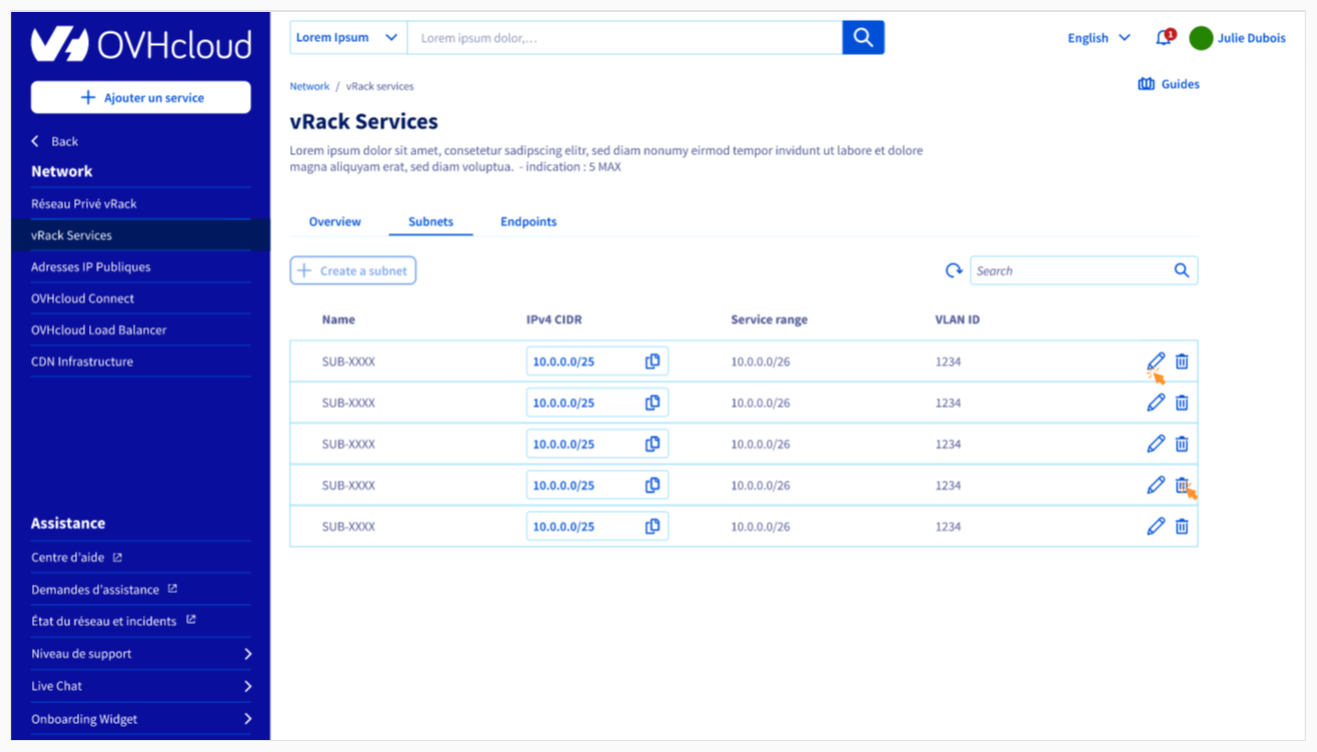 OVHcloud
Ajouter un service
Back
Network
Réseau Privé vRack
vRack Services
Adresses IP Publiques
OVHcloud Connect
OVHcloud Load Balancer
CDN Infrastructure
Assistance
Centre d'aide
Demandes d'assistance
État du réseau et incidents
Niveau de support
Live Chat
Onboarding Widget
Lorem Ipsum Lorem ipsum dolor,... English 1 Julie Dubois
Network / vRack services Guides
vRack Services
Lorem ipsum dolor sit amet, consetetur sadipscing elitr, sed diam nonumy eirmod tempor invidunt ut labore et dolore
magna aliquyam erat, sed diam voluptua. - indication : 5 MAX
Overview Subnets Endpoints
Create a subnet Search
Name IPv4 CIDR Service range VLAN ID
SUB-XXXX 10.0.0.0/25 10.0.0.0/26 1234
SUB-XXXX 10.0.0.0/25 10.0.0.0/26 1234
SUB-XXXX 10.0.0.0/25 10.0.0.0/26 1234
SUB-XXXX 10.0.0.0/25 10.0.0.0/26 1234
SUB-XXXX 10.0.0.0/25 10.0.0.0/26 1234